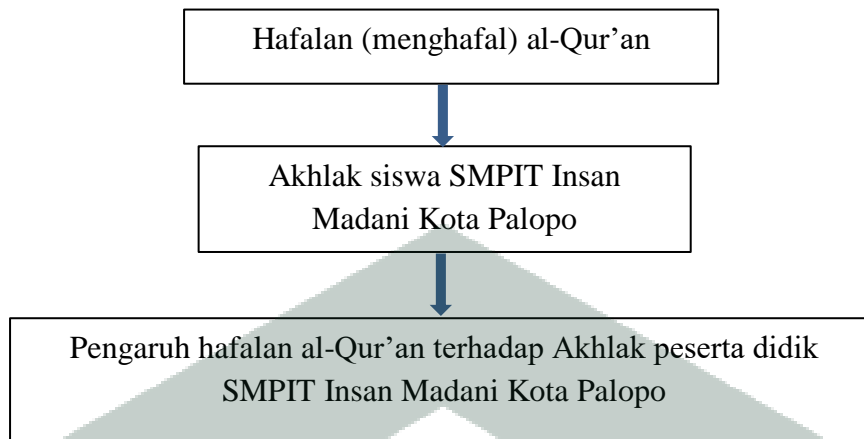 Hafalan (menghafal) al-Qur’an
Akhlak siswa SMPIT Insan
Madani Kota Palopo
Pengaruh hafalan al-Qur’an terhadap Akhlak peserta didik
SMPIT Insan Madani Kota Palopo